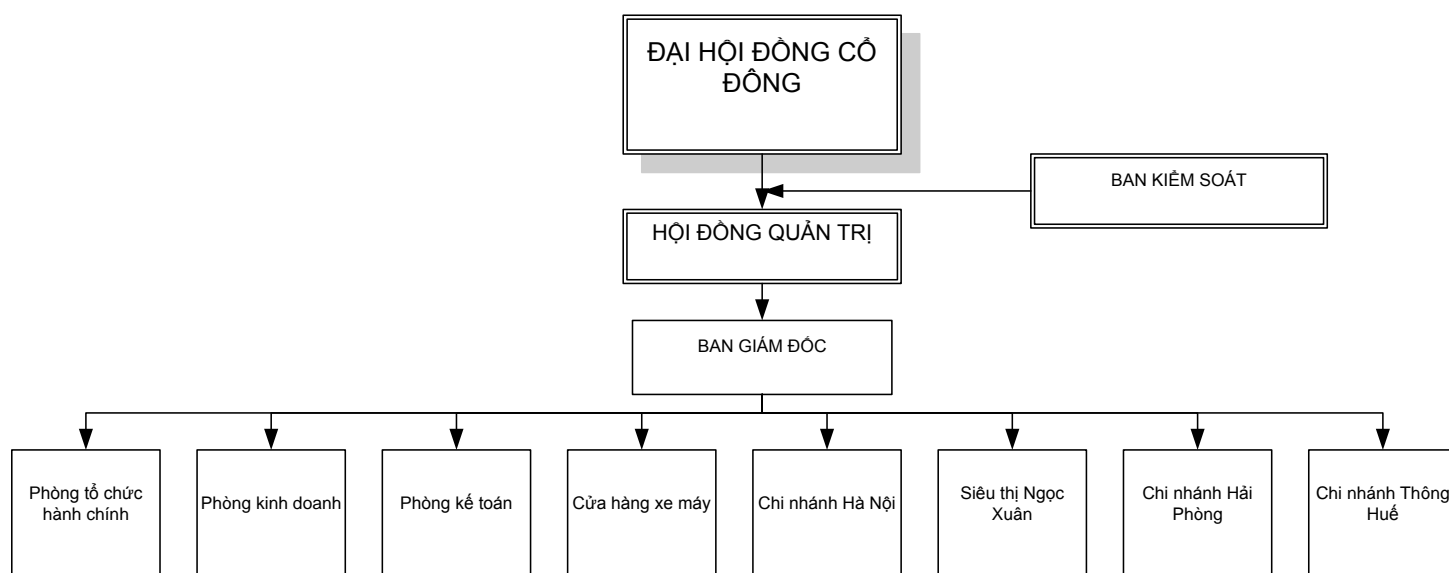 ĐẠI HỘI ĐỒNG CỔ
ĐÔNG
BAN KIỂM SOÁT
HỘI ĐỒNG QUẢN TRỊ
BAN GIÁM ĐỐC
Phòng tổ chức
hành chính
Phòng kinh doanh
Phòng kế toán
Cửa hàng xe máy
Chi nhánh Hà Nội
Siêu thị Ngọc
Xuân
Chi nhánh Hải
Phòng
Chi nhánh Thông
Huế